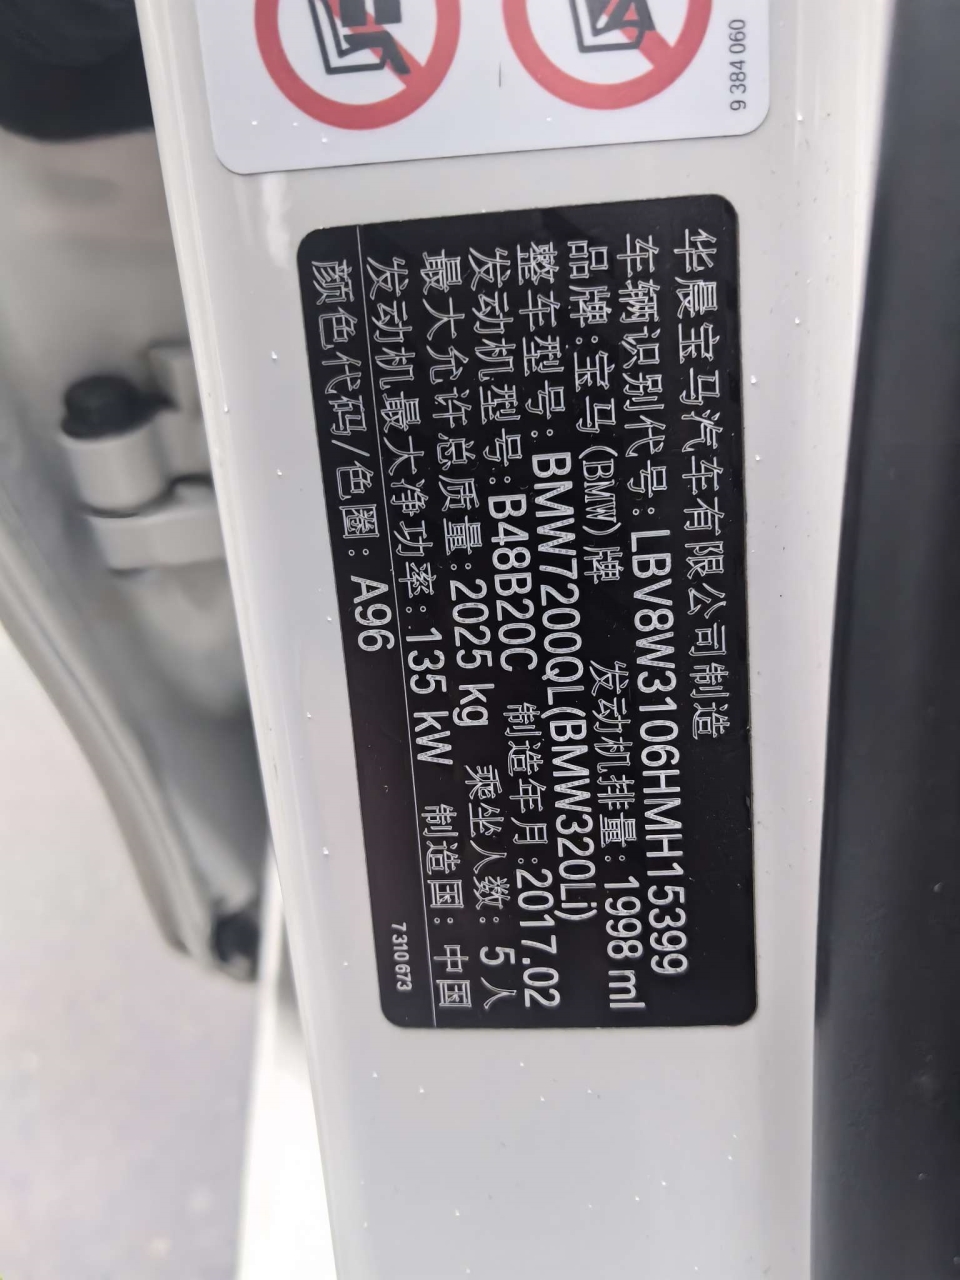 9 384 060
华晨宝马汽车有限公司制造
车辆识别代号:LBV8W3106HMH15399
品牌:宝马(BMW)牌 发动机排量:1998 ml
整车型号:BMW7200QL(BMW320Li)
发动机型号:B48B20C 制造年月:2017.02
最大允许总质量:2025 kg 乘坐人数:5人
发动机最大净功率:135 kW 制造国:中国
颜色代码/色圈:A96
7 310 673